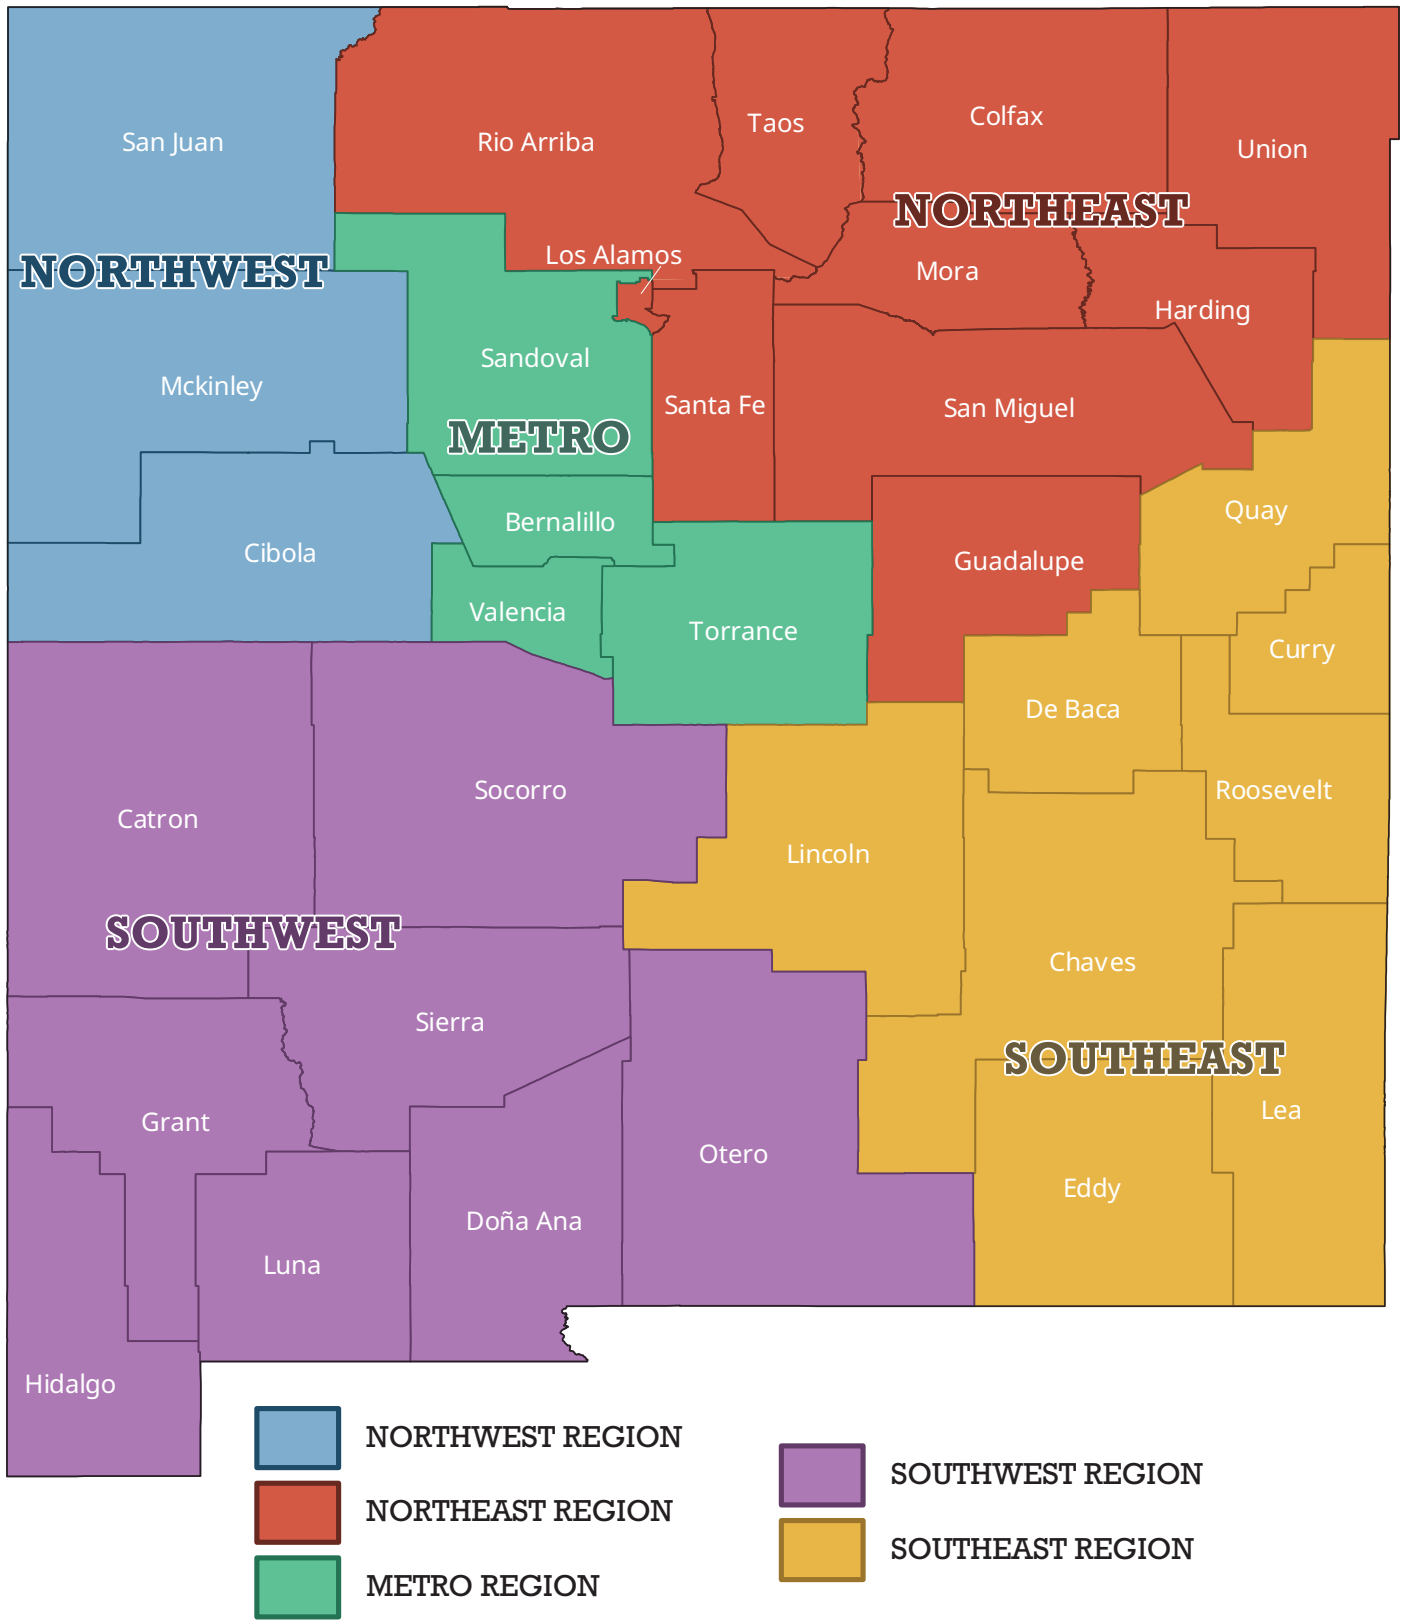 San Juan
Rio Arriba
Taos
Colfax
Union
NORTHWEST
NORTHEAST
Los Alamos
Mora
Harding
Mckinley
Sandoval
METRO
Santa Fe
San Miguel
Cibola
Bernalillo
Valencia
Torrance
Guadalupe
Quay
Curry
De Baca
Roosevelt
Catron
Socorro
Lincoln
SOUTHWEST
Sierra
Chaves
SOUTHEAST
Grant
Otero
Lea
Eddy
Doña Ana
Luna
Hidalgo
NORTHWEST REGION
NORTHEAST REGION
METRO REGION
SOUTHWEST REGION
SOUTHEAST REGION